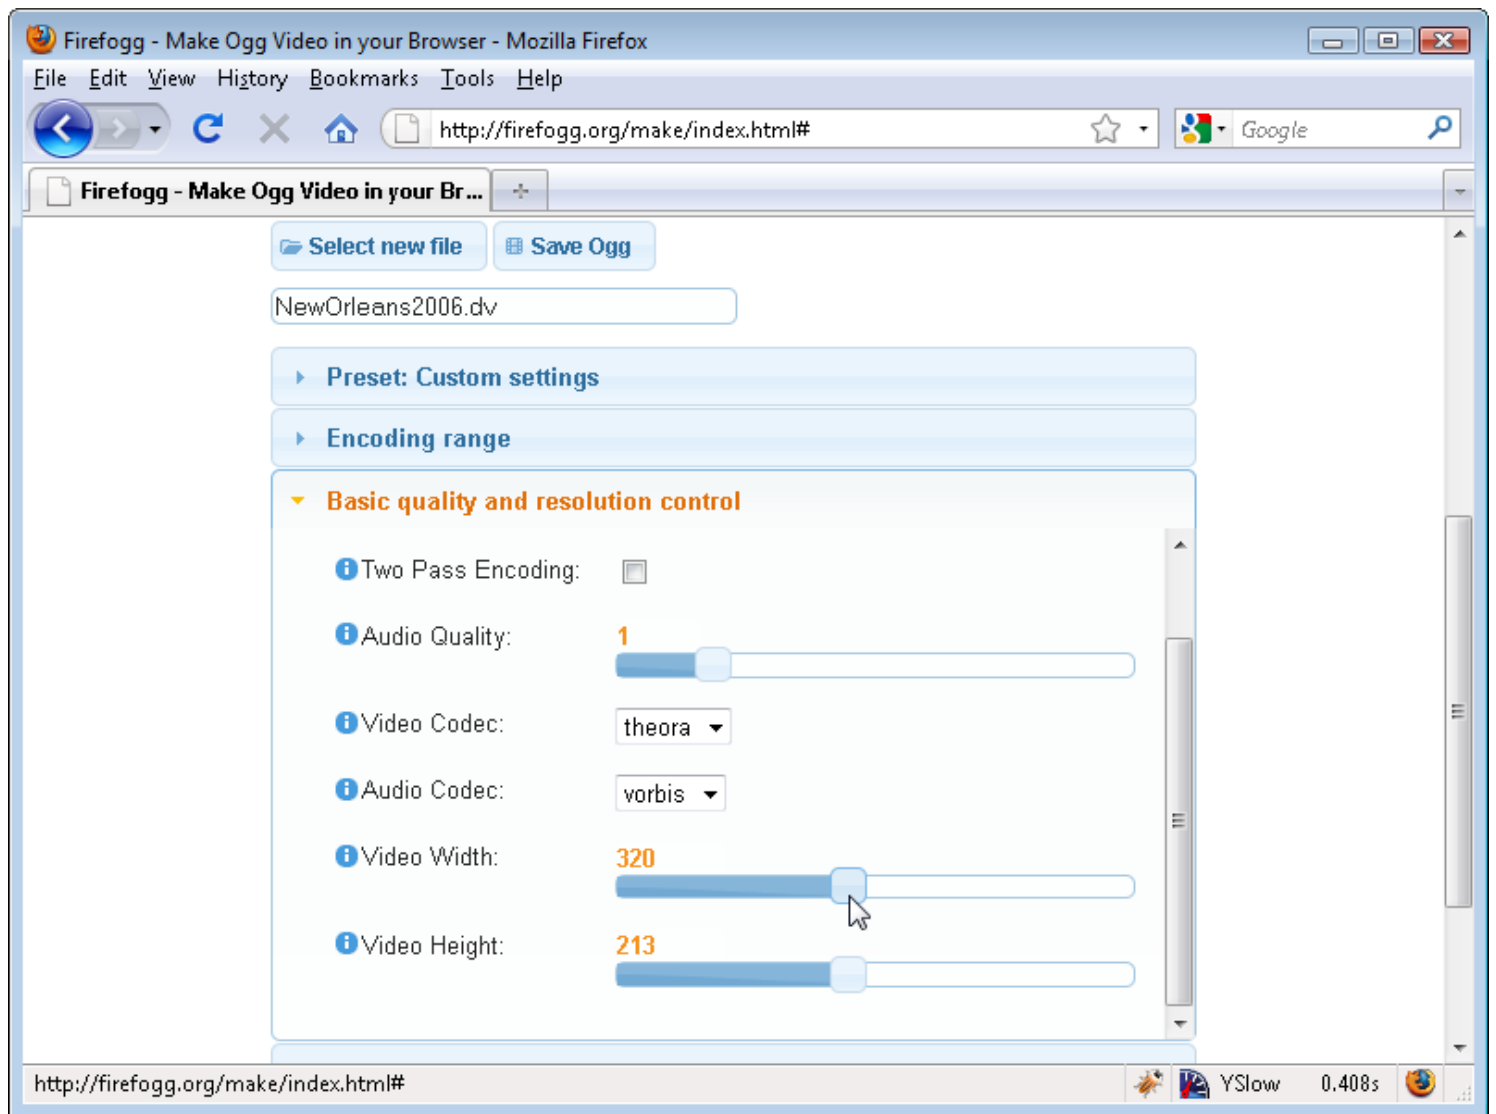 Firefogg - Make Ogg Video in your Browser - Mozilla Firefox
File Edit View History Bookmarks Tools Help
http://firefogg.org/make/index.html#
Google
Firefogg - Make Ogg Video in your Br...
Select new file
Save Ogg
NewOrleans2006.dv
Preset: Custom settings
Encoding range
Basic quality and resolution control
Two Pass Encoding:
Audio Quality: 1
Video Codec: theora
Audio Codec: vorbis
Video Width: 320
Video Height: 213
http://firefogg.org/make/index.html# YSlow 0.408s